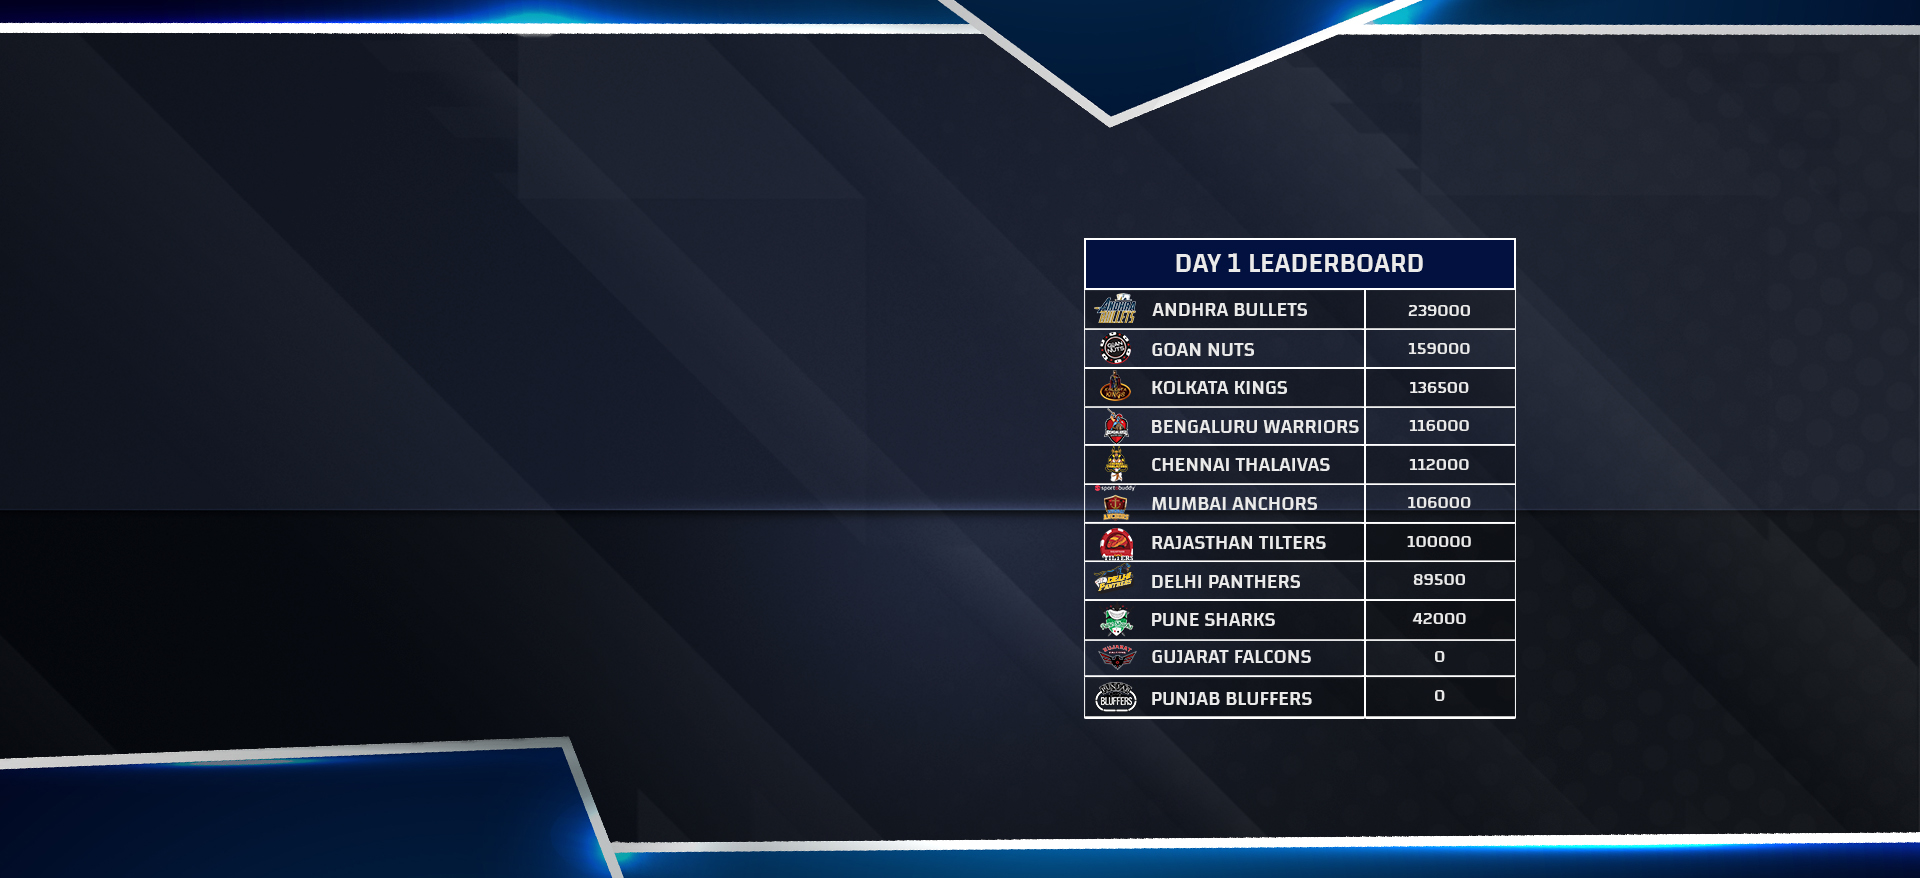 DAY 1 LEADERBOARD
ANDHRA BULLETS 239000
GOAN NUTS 159000
KOLKATA KINGS 136500
BENGALURU WARRIORS 116000
CHENNAI THALAIVAS 112000
MUMBAI ANCHORS 106000
RAJASTHAN TILTERS 100000
DELHI PANTHERS 89500
PUNE SHARKS 42000
GUJARAT FALCONS 0
BLUFFERS
PUNJAB BLUFFERS 0